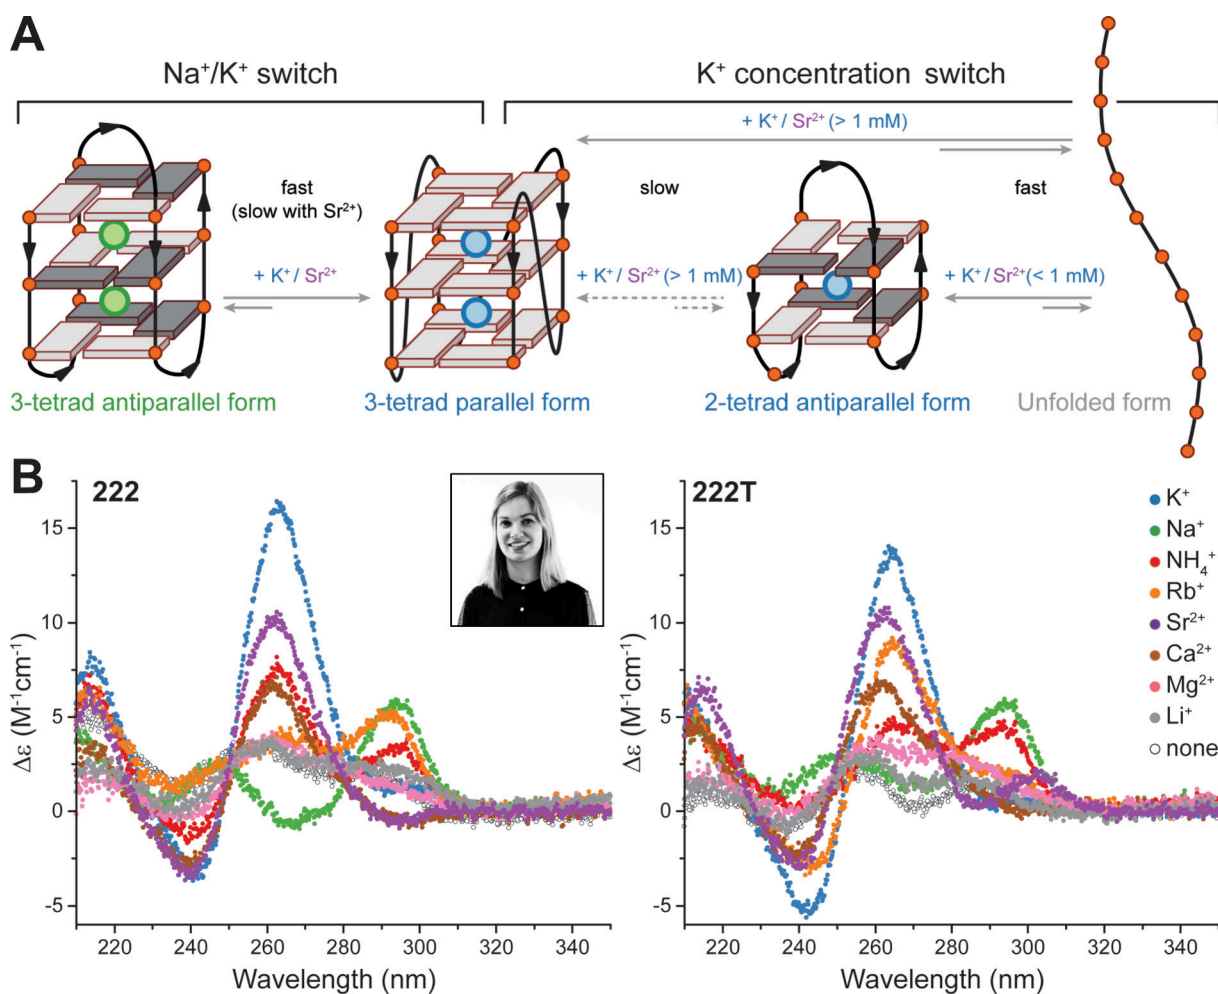 A
Na⁺/K⁺ switch
K⁺ concentration switch
+ K⁺ / Sr²⁺ (> 1 mM)
fast
(slow with Sr²⁺)
slow
fast
+ K⁺ / Sr²⁺
+ K⁺ / Sr²⁺ (> 1 mM)
+ K⁺ / Sr²⁺ (< 1 mM)
3-tetrad antiparallel form
3-tetrad parallel form
2-tetrad antiparallel form
Unfolded form
B
222
15
10
5
0
-5
Δε (M⁻¹cm⁻¹)
220
240
260
280
300
320
340
Wavelength (nm)
222T
15
10
5
0
-5
Δε (M⁻¹cm⁻¹)
220
240
260
280
300
320
340
Wavelength (nm)
K⁺
Na⁺
NH₄⁺
Rb⁺
Sr²⁺
Ca²⁺
Mg²⁺
Li⁺
none